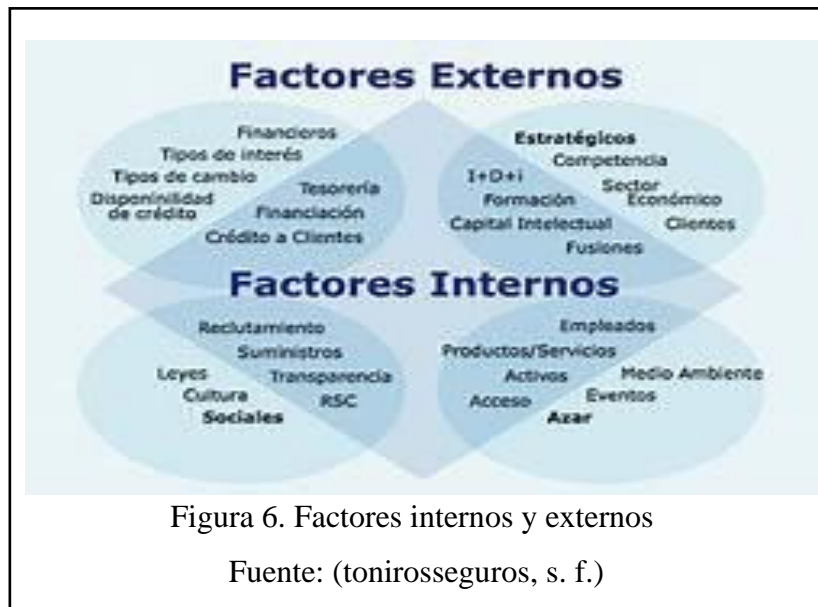 Factores Externos
Financieros
Tipos de interés
Tipos de cambio
Tesorería
Disponinilidad
de crédito
Financiación
Crédito a Clientes
Estratégicos
Competencia
I+D+i
Sector
Formación
Económico
Capital Intelectual
Clientes
Fusiones
Factores Internos
Reclutamiento
Suministros
Leyes
Transparencia
Cultura
RSC
Sociales
Empleados
Productos/Servicios
Activos
Medio Ambiente
Acceso
Eventos
Azar
Figura 6. Factores internos y externos
Fuente: (tonirosseguros, s. f.)